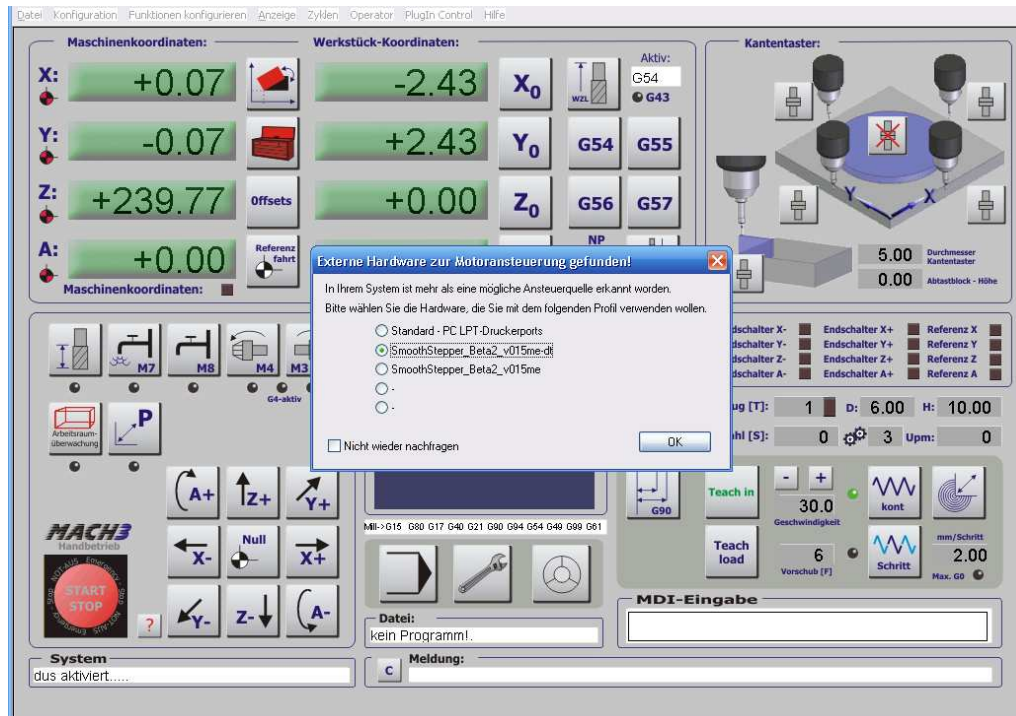 Datei Konfiguration Funktionen konfigurieren Anzeige Zyklen Operator PlugIn Control Hilfe
Maschinenkoordinaten: Werkstück-Koordinaten: Kantentaster:
Aktiv:
X: +0.07 -2.43 X0 WZL G54
G43
Y: -0.07 +2.43 Y0 G54 G55
Z: +239.77 Offsets +0.00 Z0 G56 G57
Y X
A: +0.00 Referenz fahrt NP
Maschinenkoordinaten:
5.00 Durchmesser Kantentaster
0.00 Abtastblock - Höhe
Externe Hardware zur Motoransteuerung gefunden!
In Ihrem System ist mehr als eine mögliche Ansteuerquelle erkannt worden.
Bitte wählen Sie die Hardware, die Sie mit dem folgenden Profil verwenden wollen.
Standard - PC LPT-Druckerports
SmoothStepper_Beta2_v015me-dt
SmoothStepper_Beta2_v015me
-
-
Nicht wieder nachfragen OK
dschalter X- Endschalter X+ Referenz X
dschalter Y- Endschalter Y+ Referenz Y
dschalter Z- Endschalter Z+ Referenz Z
dschalter A- Endschalter A+ Referenz A
M7 M8 M4 M3
G4-aktiv
ug [T]: 1 D: 6.00 H: 10.00
hl [S]: 0 3 Upm: 0
Arbeitsraum-
überwachung
P
A+ Z+ Y+
G90
Teach in - + 30.0 kont
Geschwindigkeit
Mill->G15 G80 G17 G40 G21 G90 G94 G54 G49 G99 G61
MACH3
Handbetrieb
X- Null X+
Teach load 6 Schritt mm/Schritt 2.00
Vorschub [F] Max. G0
START
STOP
? Y- Z- A-
MDI-Eingabe
Datei:
kein Programm!.
System
dus aktiviert.....
C Meldung: